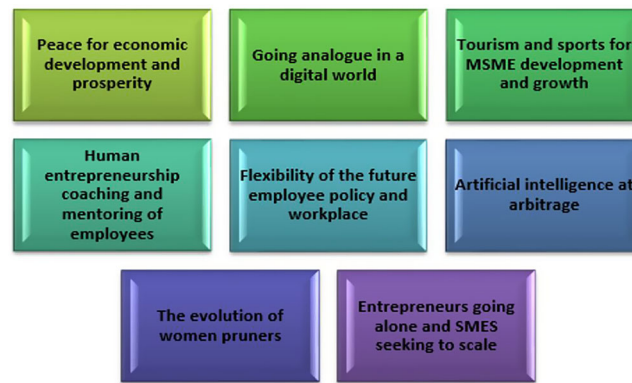 Peace for economic
development and
prosperity
Going analogue in a
digital world
Tourism and sports for
MSME development
and growth
Human
entrepreneurship
coaching and
mentoring of
employees
Flexibility of the future
employee policy and
workplace
Artificial intelligence at
arbitrage
The evolution of
women pruners
Entrepreneurs going
alone and SMES
seeking to scale